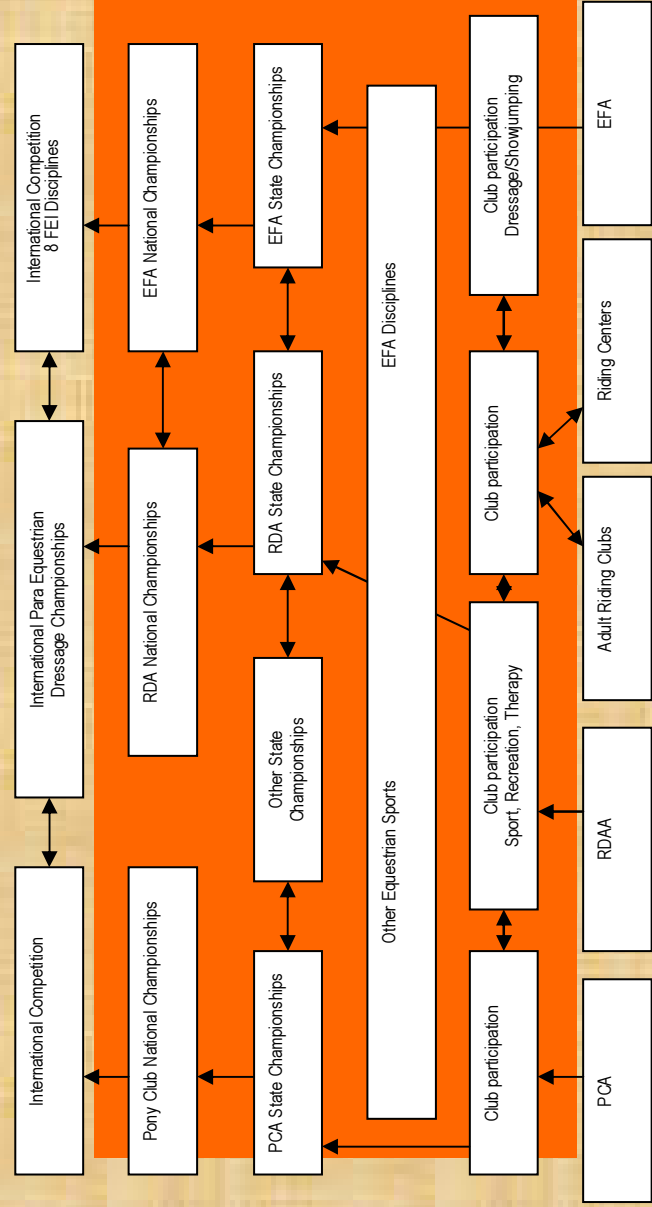 International Competition
International Para Equestrian
Dressage Championships
International Competition
8 FEI Disciplines
Pony Club National Championships
RDA National Championships
EFA National Championships
PCA State Championships
Other State
Championships
RDA State Championships
EFA State Championships
Other Equestrian Sports
EFA Disciplines
Club participation
Club participation
Sport, Recreation, Therapy
Club participation
Club participation
Dressage/Showjumping
PCA
RDAA
Adult Riding Clubs
Riding Centers
EFA